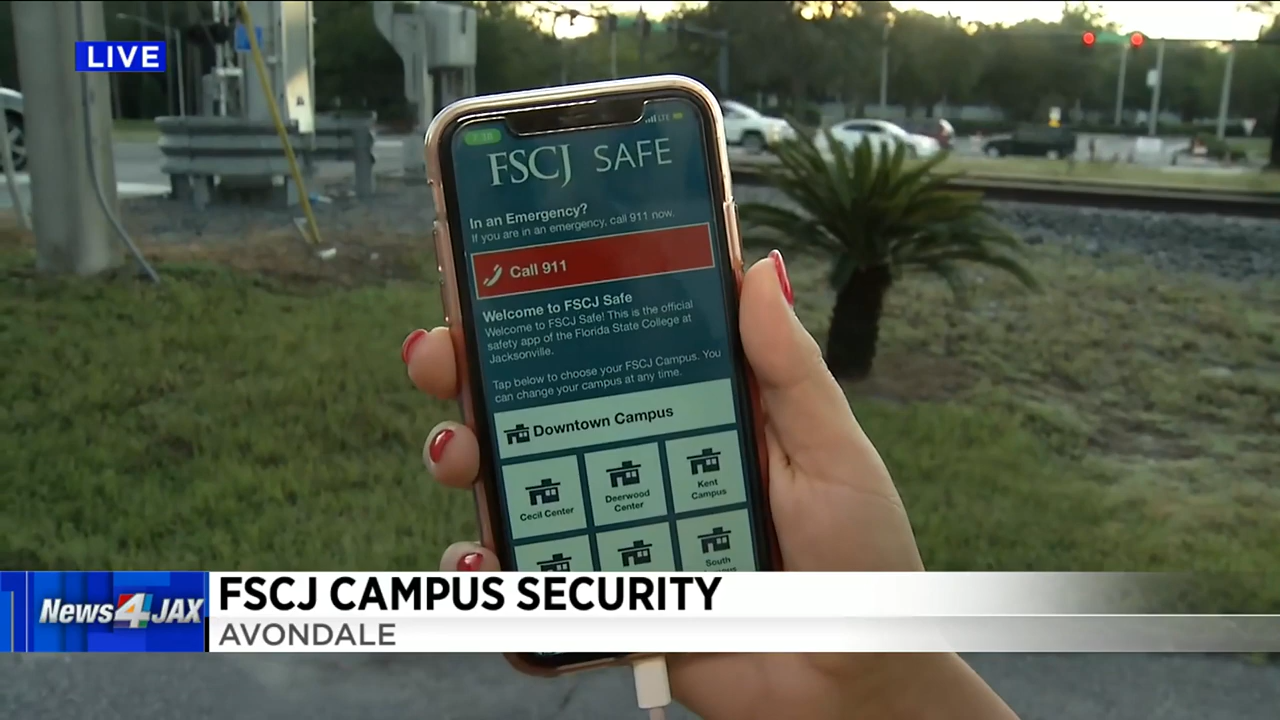 LIVE
LTE
FSCJ SAFE
In an Emergency?
If you are in an emergency, call 911 now.
Call 911
Welcome to FSCJ Safe
Welcome to FSCJ Safe! This is the official
safety app of the Florida State College at
Jacksonville.
Tap below to choose your FSCJ Campus. You
can change your campus at any time.
Downtown Campus
Cecil Center
Deerwood
Center
Kent
Campus
South
News4JAX
FSCJ CAMPUS SECURITY
AVONDALE